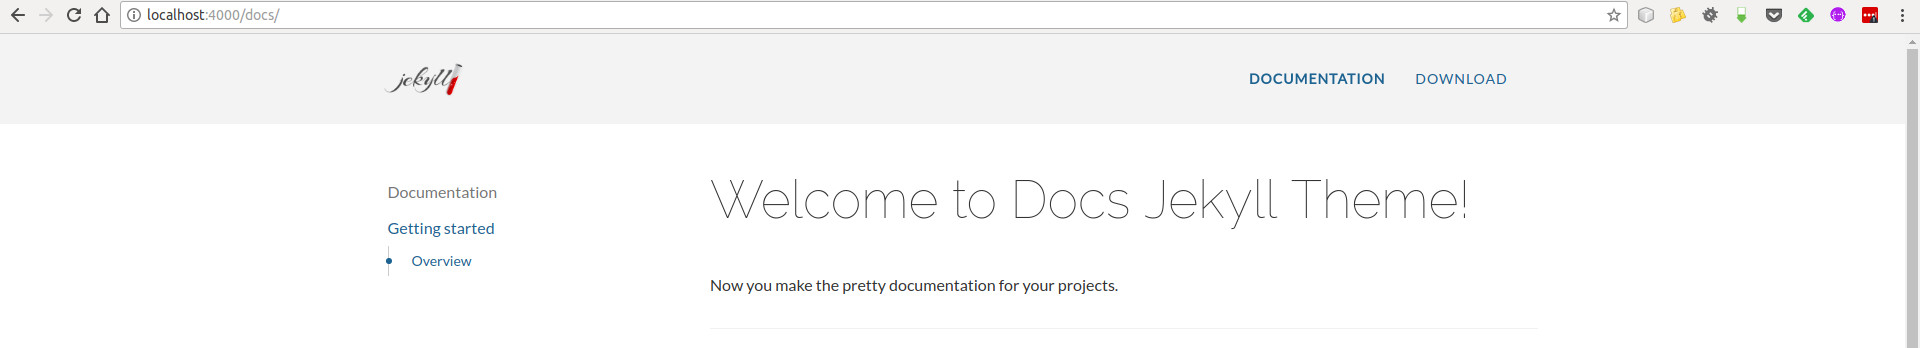 localhost:4000/docs/
jekyll
DOCUMENTATION DOWNLOAD
Documentation
Getting started
Overview
Welcome to Docs Jekyll Theme!
Now you make the pretty documentation for your projects.